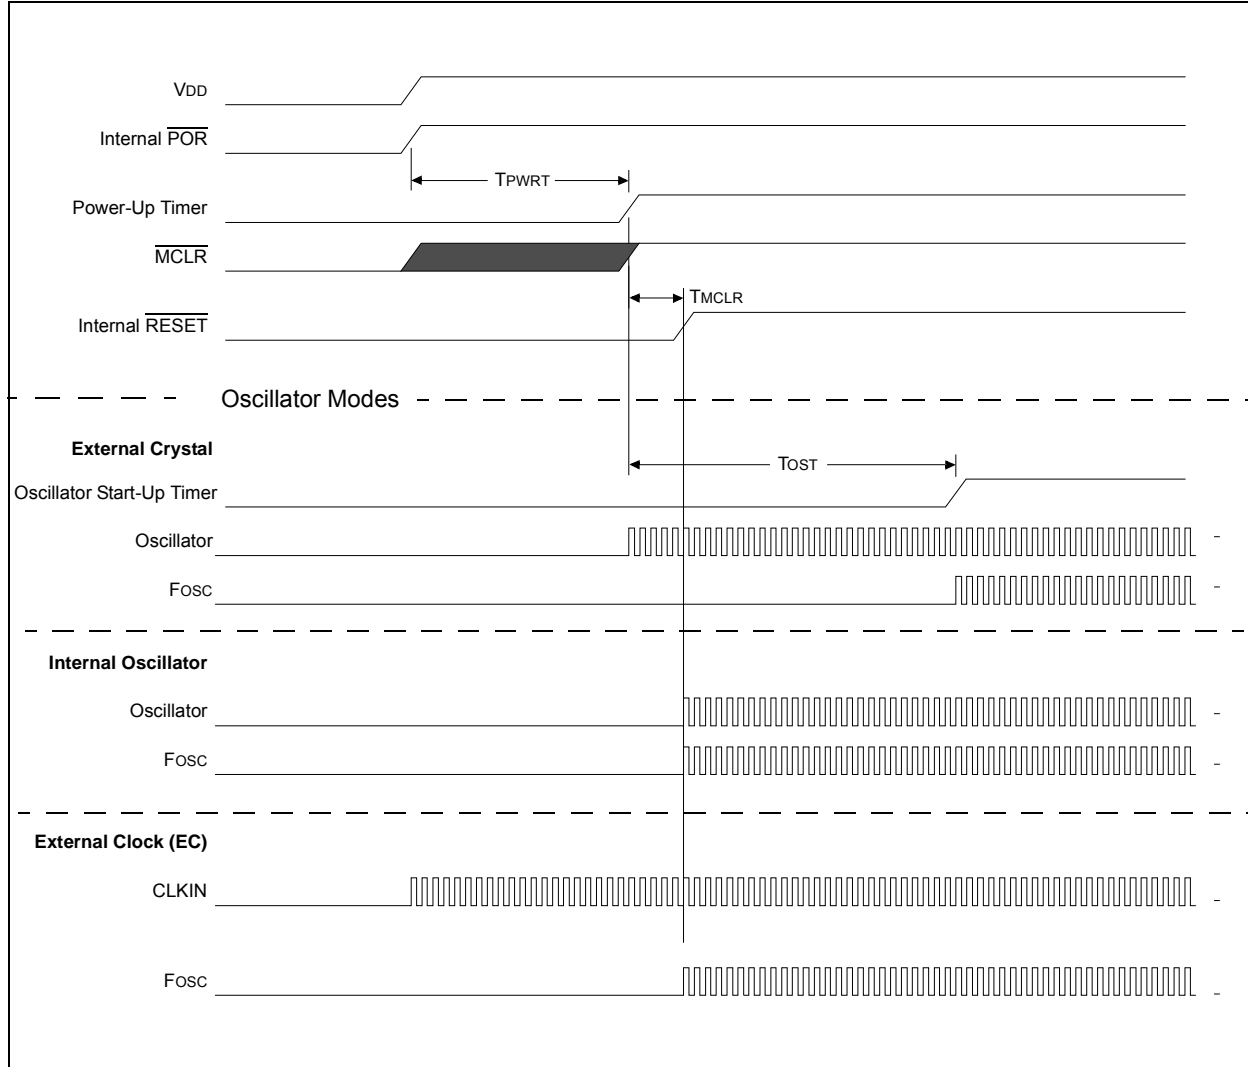 VDD
Internal POR
TPWRT
Power-Up Timer
MCLR
TMCLR
Internal RESET
Oscillator Modes
External Crystal
TOST
Oscillator Start-Up Timer
Oscillator
FOSC
Internal Oscillator
Oscillator
FOSC
External Clock (EC)
CLKIN
FOSC